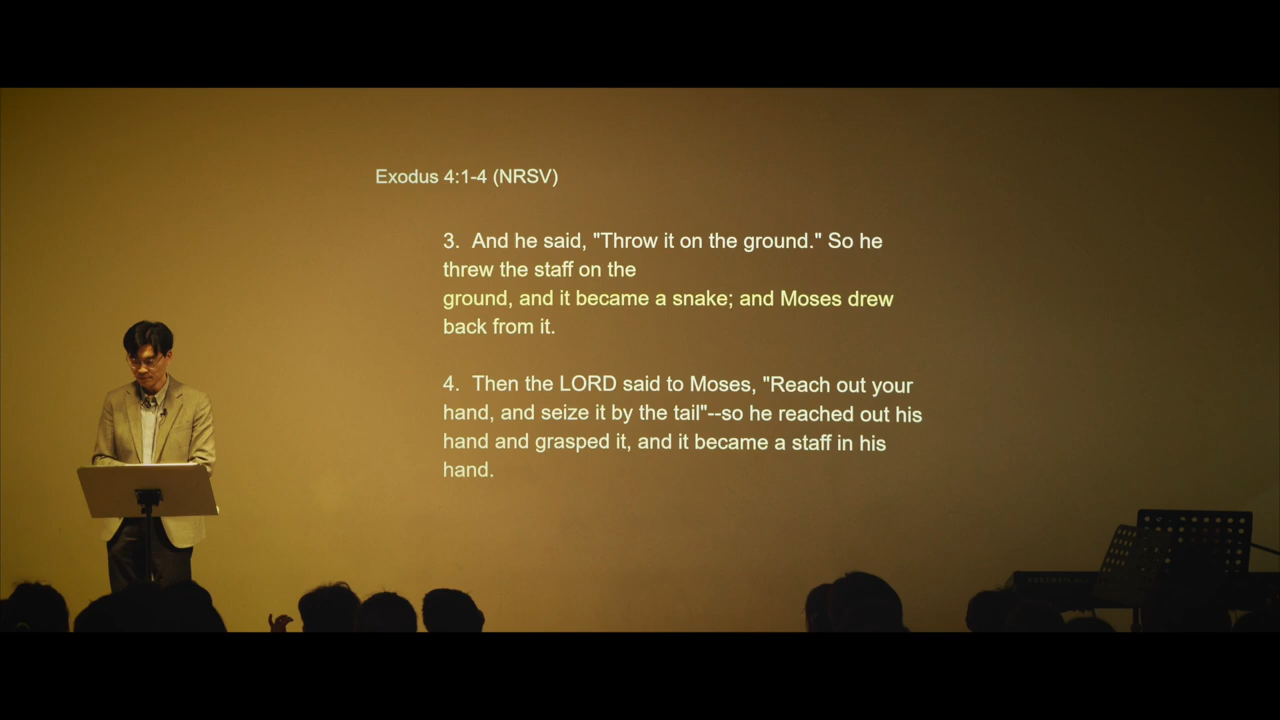 Exodus 4:1-4 (NRSV)
3. And he said, "Throw it on the ground." So he
threw the staff on the
ground, and it became a snake; and Moses drew
back from it.
4. Then the LORD said to Moses, "Reach out your
hand, and seize it by the tail"--so he reached out his
hand and grasped it, and it became a staff in his
hand.